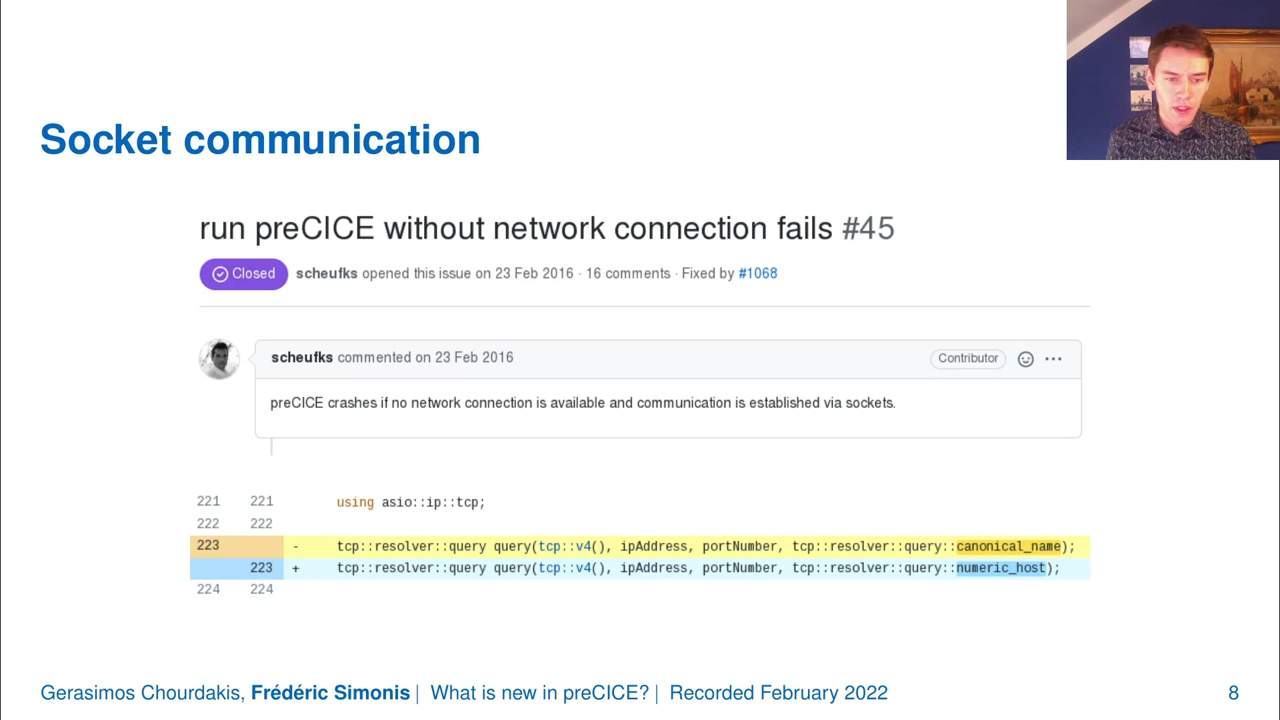 Socket communication
run preCICE without network connection fails #45
Closed scheufks opened this issue on 23 Feb 2016 · 16 comments · Fixed by #1068
scheufks commented on 23 Feb 2016 Contributor
preCICE crashes if no network connection is available and communication is established via sockets.
221 221 using asio::ip::tcp;
222 222
223 - tcp::resolver::query query(tcp::v4(), ipAddress, portNumber, tcp::resolver::query::canonical_name);
223 + tcp::resolver::query query(tcp::v4(), ipAddress, portNumber, tcp::resolver::query::numeric_host);
224 224
Gerasimos Chourdakis, Frédéric Simonis | What is new in preCICE? | Recorded February 2022 8